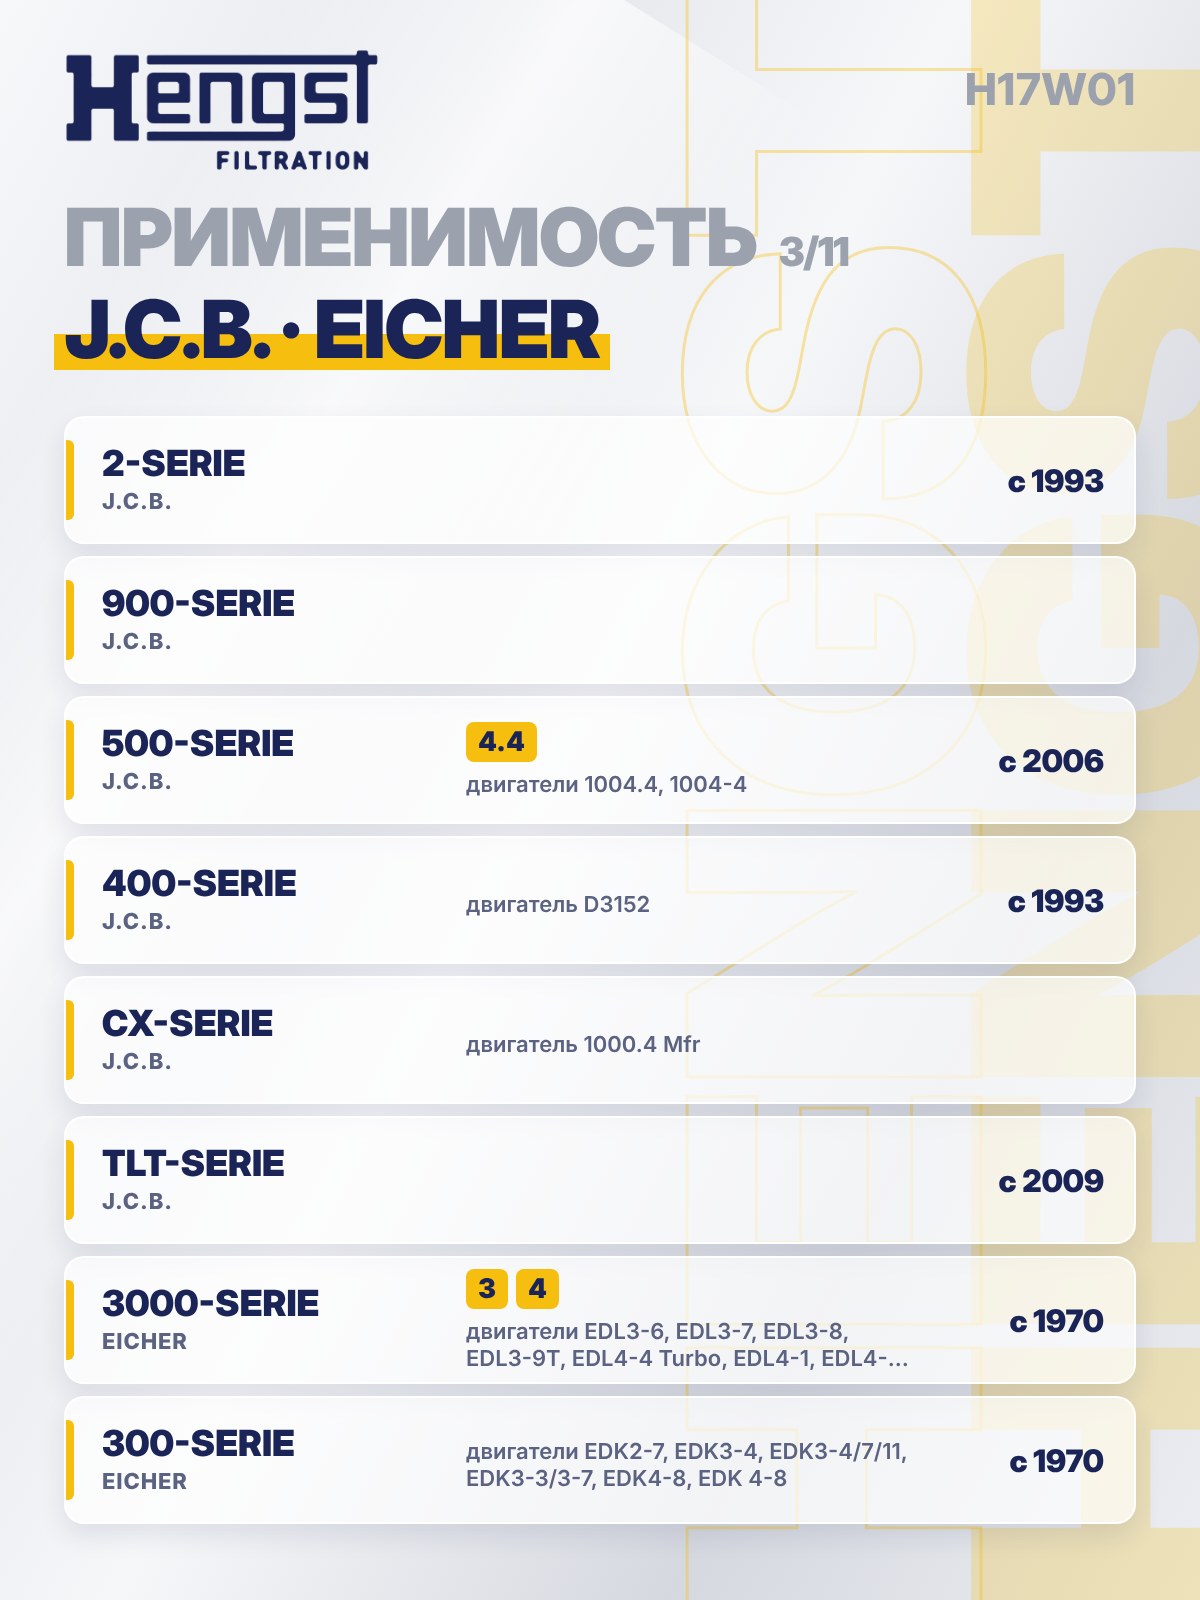 Hengst
FILTRATION
H17W01
ПРИМЕНИМОСТЬ 3/11
J.C.B. · EICHER
2-SERIE
J.C.B.
с 1993
900-SERIE
J.C.B.
500-SERIE
J.C.B.
4.4
двигатели 1004.4, 1004-4
с 2006
400-SERIE
J.C.B.
двигатель D3152
с 1993
CX-SERIE
J.C.B.
двигатель 1000.4 Mfr
TLT-SERIE
J.C.B.
с 2009
3000-SERIE
EICHER
3 4
двигатели EDL3-6, EDL3-7, EDL3-8,
EDL3-9T, EDL4-4 Turbo, EDL4-1, EDL4-...
с 1970
300-SERIE
EICHER
двигатели EDK2-7, EDK3-4, EDK3-4/7/11,
EDK3-3/3-7, EDK4-8, EDK 4-8
с 1970
HENGST
HENGST